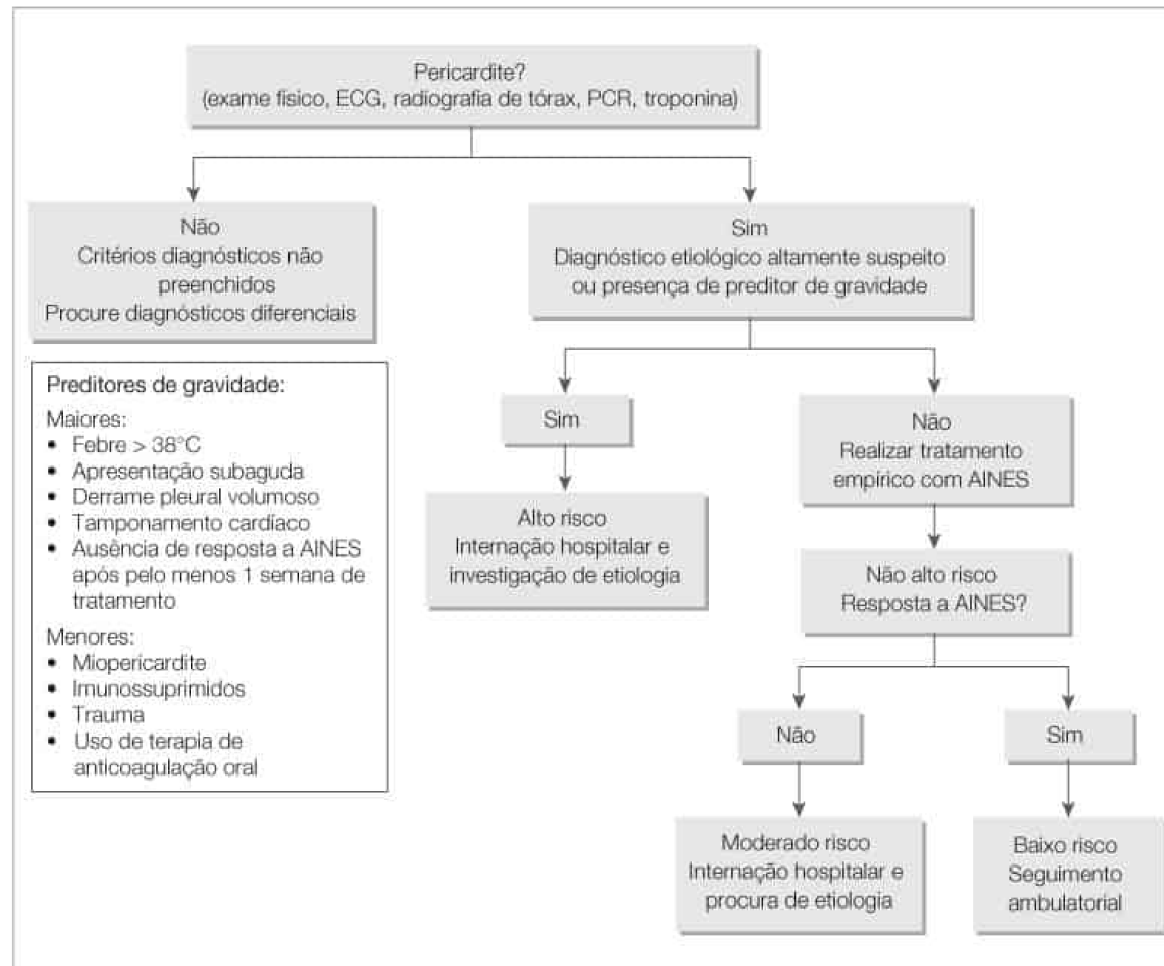 Pericardite?
(exame físico, ECG, radiografia de tórax, PCR, troponina)
Não
Critérios diagnósticos não
preenchidos
Procure diagnósticos diferenciais
Sim
Diagnóstico etiológico altamente suspeito
ou presença de preditor de gravidade
Preditores de gravidade:
Maiores:
• Febre > 38°C
• Apresentação subaguda
• Derrame pleural volumoso
• Tamponamento cardíaco
• Ausência de resposta a AINES
após pelo menos 1 semana de
tratamento
Menores:
• Miopericardite
• Imunossuprimidos
• Trauma
• Uso de terapia de
anticoagulação oral
Sim
Não
Realizar tratamento
empírico com AINES
Alto risco
Internação hospitalar e
investigação de etiologia
Não alto risco
Resposta a AINES?
Não
Sim
Moderado risco
Internação hospitalar e
procura de etiologia
Baixo risco
Seguimento
ambulatorial